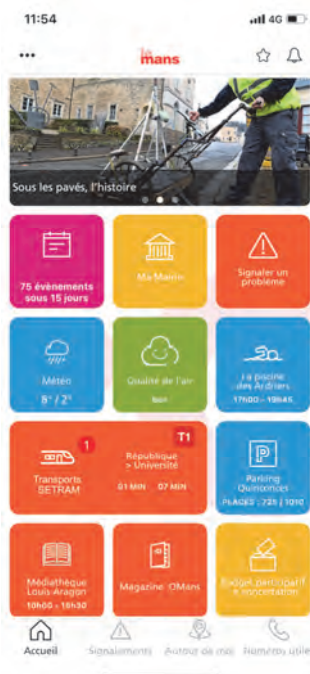 11:54
4G
le mans
Sous les pavés, l'histoire
75 évènements
sous 15 jours
Ma Mairie
Signaler un
problème
Météo
8° / 2°
Qualité de l'air
Bon
La piscine
des Ardriers
17h00 - 19h45
1
Transports
SETRAM
T1
République
> Université
01 MIN 07 MIN
P
Parking
Quinconces
PLACES : 725 | 1010
Médiathèque
Louis-Aragon
10h00 - 18h30
Magazine
Budget participatif
& concertation
Accueil
Signalements
Autour de moi
Numéros utile